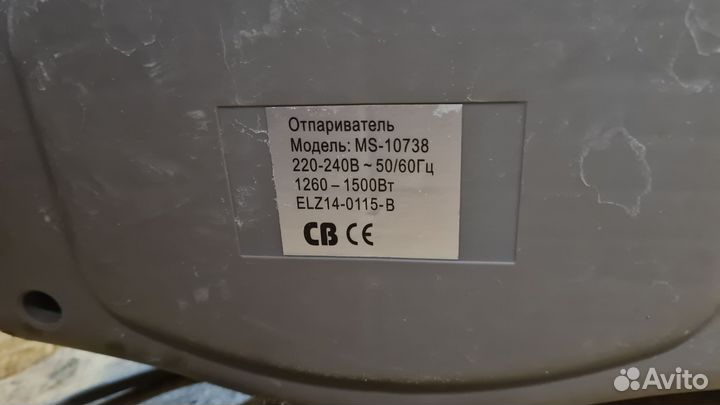 Отпариватель
Модель: MS-10738
220-240В ~ 50/60Гц
1260 – 1500Вт
ELZ14-0115-B
CB CE
Avito